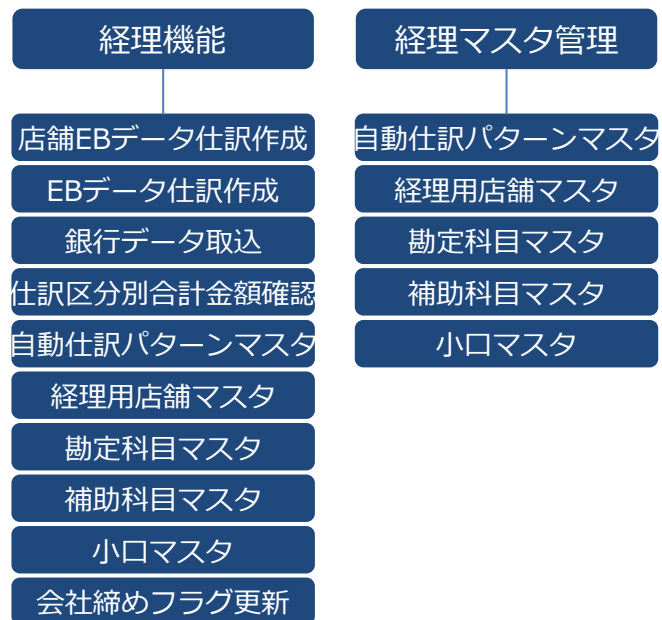 経理機能
店舗EBデータ仕訳作成
EBデータ仕訳作成
銀行データ取込
仕訳区分別合計金額確認
自動仕訳パターンマスタ
経理用店舗マスタ
勘定科目マスタ
補助科目マスタ
小口マスタ
会社締めフラグ更新
経理マスタ管理
自動仕訳パターンマスタ
経理用店舗マスタ
勘定科目マスタ
補助科目マスタ
小口マスタ